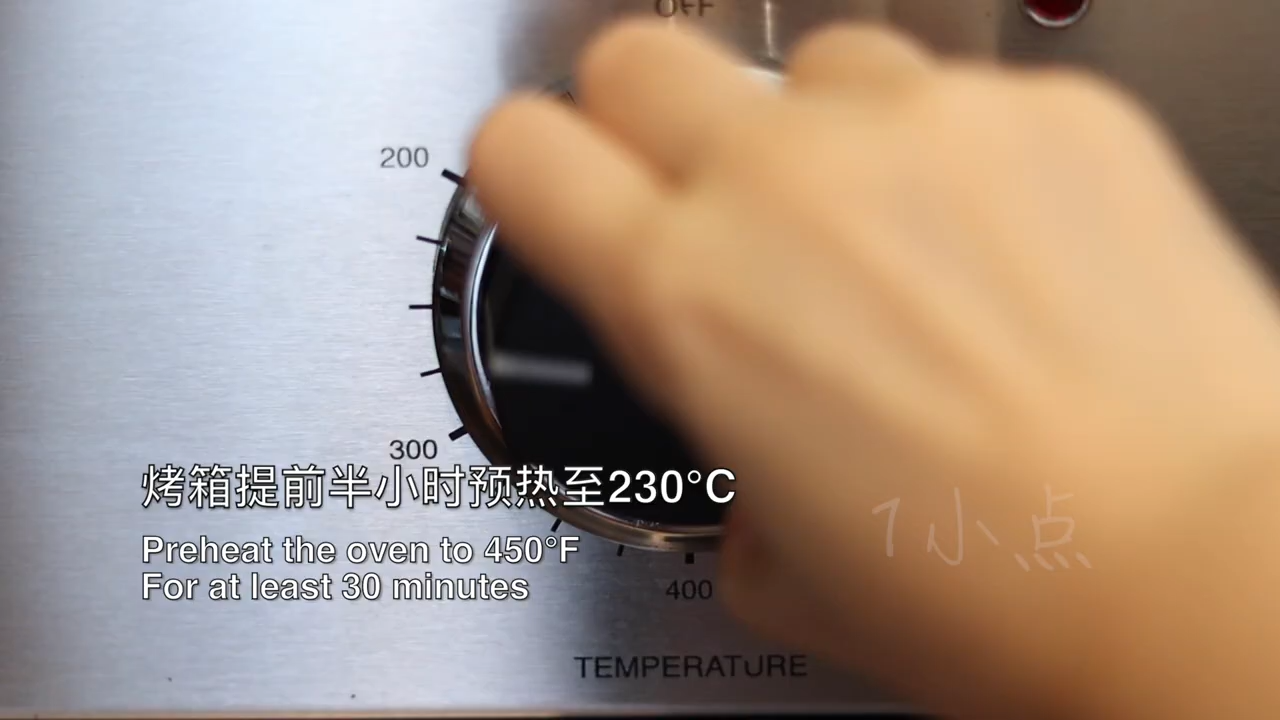 OFF
200
300
烤箱提前半小时预热至230°C
Preheat the oven to 450°F
For at least 30 minutes
小点
400
TEMPERATURE